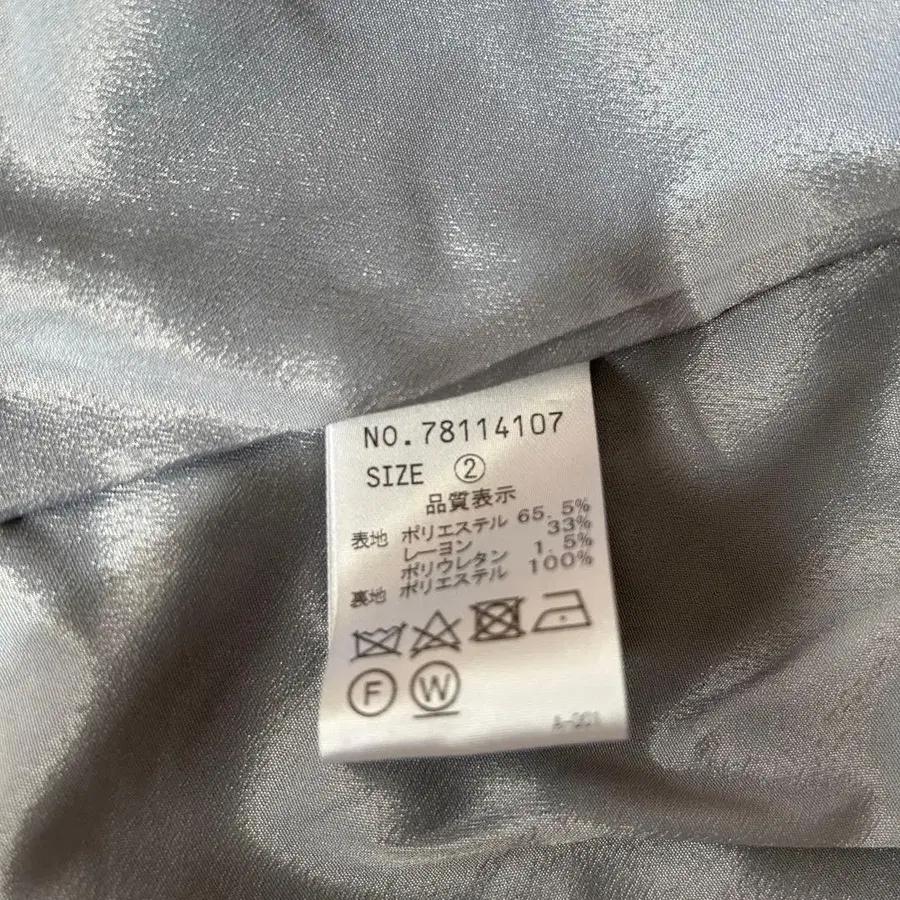 NO.78114107
SIZE ②
品質表示
表地 ポリエステル 65.5%
レーヨン 33%
ポリウレタン 1.5%
裏地 ポリエステル 100%
F W
A-001